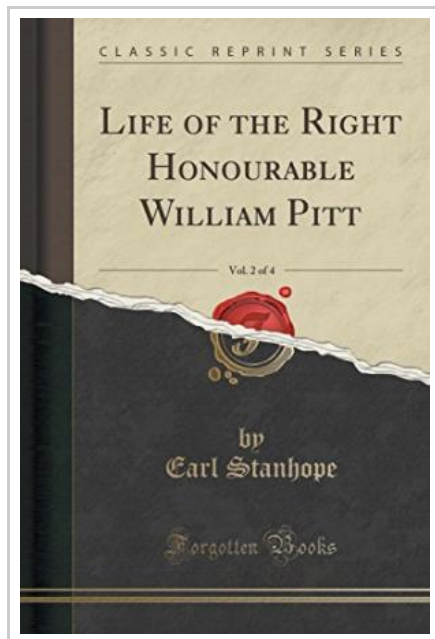 CLASSIC REPRINT SERIES
LIFE OF THE RIGHT
HONOURABLE
WILLIAM PITT
Vol. 2 of 4
by
Earl Stanhope
Forgotten Books